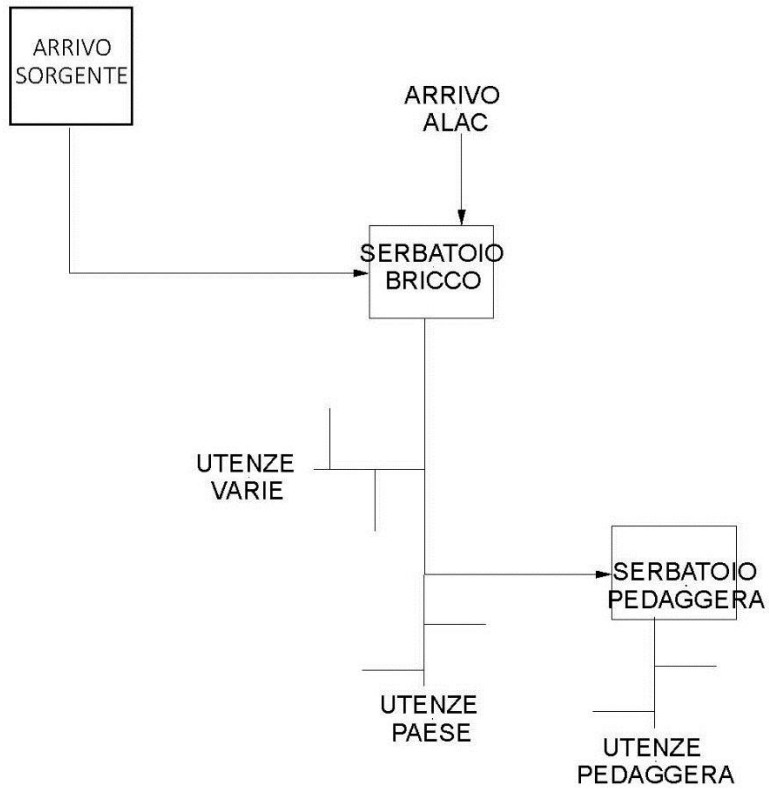 ARRIVO
SORGENTE
ARRIVO
ALAC
SERBATOIO
BRICCO
UTENZE
VARIE
SERBATOIO
PEDAGGERA
UTENZE
PAESE
UTENZE
PEDAGGERA